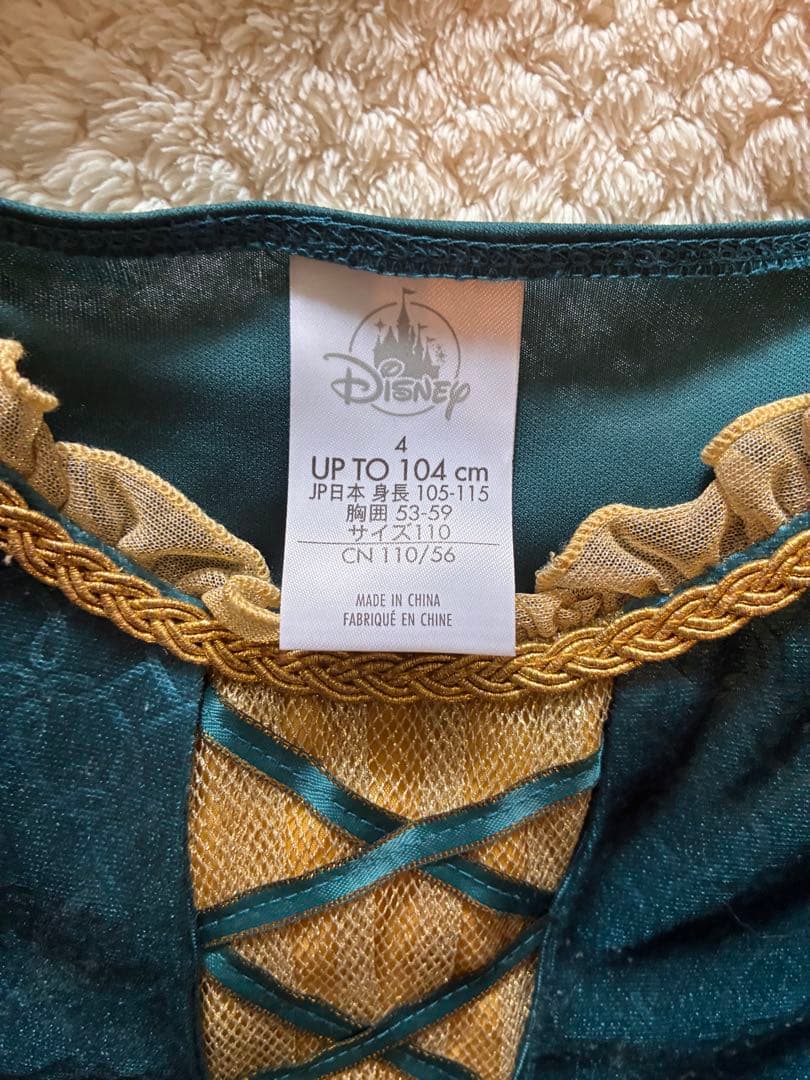 Disney
4
UP TO 104 cm
JP日本 身長 105-115
胸囲 53-59
サイズ110
CN 110/56
MADE IN CHINA
FABRIQUÉ EN CHINE